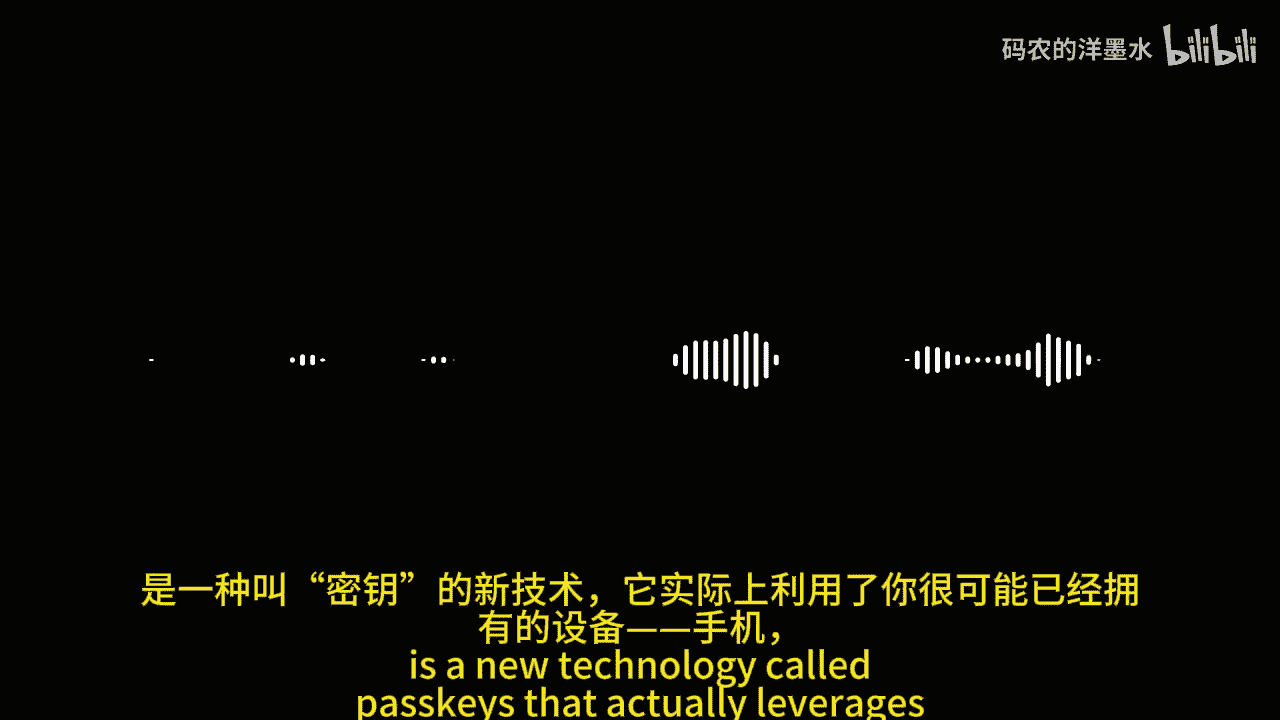 码农的洋墨水 bilibili
是一种叫“密钥”的新技术，它实际上利用了你很可能已经拥
有的设备——手机，
is a new technology called
passkeys that actually leverages